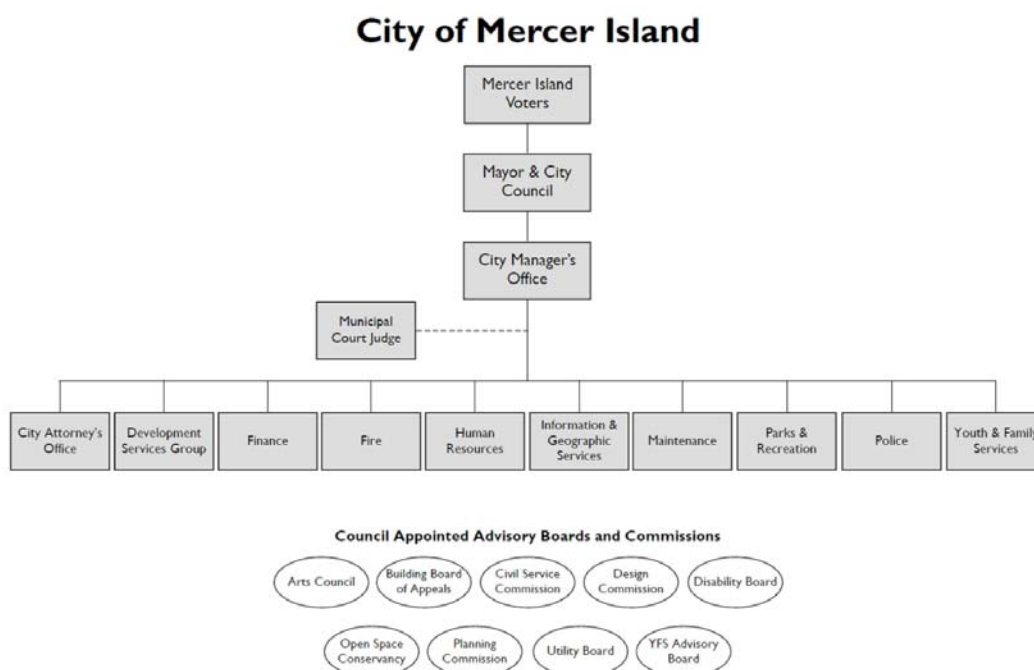 City of Mercer Island
Mercer Island
Voters
Mayor & City
Council
City Manager's
Office
Municipal
Court Judge
City Attorney's
Office
Development
Services Group
Finance
Fire
Human
Resources
Information &
Geographic
Services
Maintenance
Parks &
Recreation
Police
Youth & Family
Services
Council Appointed Advisory Boards and Commissions
Arts Council
Building Board
of Appeals
Civil Service
Commission
Design
Commission
Disability Board
Open Space
Conservancy
Planning
Commission
Utility Board
YFS Advisory
Board